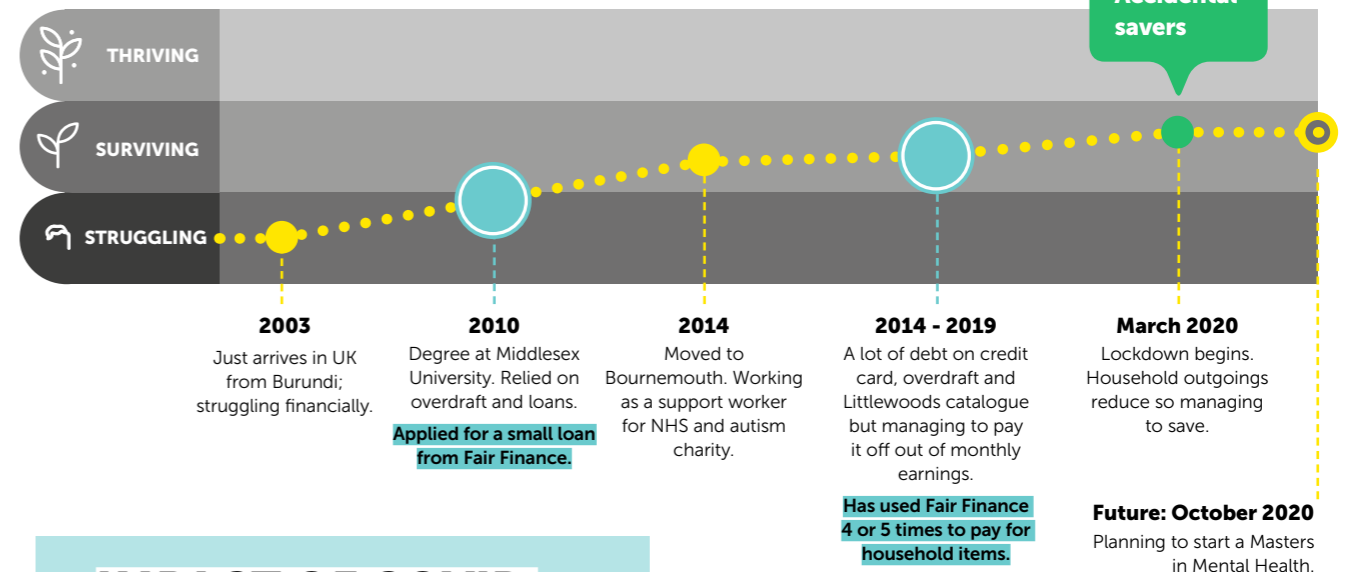 Accidental
savers
THRIVING
SURVIVING
STRUGGLING
2003
Just arrives in UK
from Burundi;
struggling financially.
2010
Degree at Middlesex
University. Relied on
overdraft and loans.
Applied for a small loan
from Fair Finance.
2014
Moved to
Bournemouth. Working
as a support worker
for NHS and autism
charity.
2014 - 2019
A lot of debt on credit
card, overdraft and
Littlewoods catalogue
but managing to pay
it off out of monthly
earnings.
Has used Fair Finance
4 or 5 times to pay for
household items.
March 2020
Lockdown begins.
Household outgoings
reduce so managing
to save.
Future: October 2020
Planning to start a Masters
in Mental Health.
IMPACT OF COVID